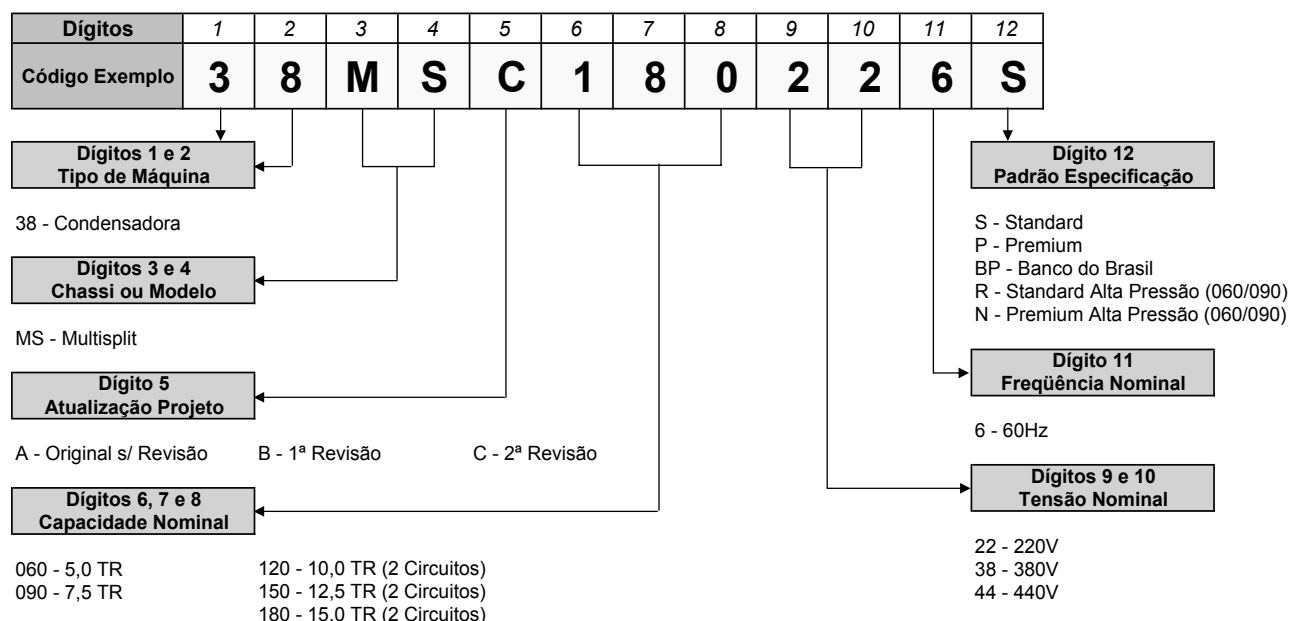 Dígitos 1 2 3 4 5 6 7 8 9 10 11 12
Código Exemplo 3 8 M S C 1 8 0 2 2 6 S
Dígitos 1 e 2
Tipo de Máquina
38 - Condensadora
Dígitos 3 e 4
Chassi ou Modelo
MS - Multisplit
Dígito 5
Atualização Projeto
A - Original s/ Revisão B - 1ª Revisão C - 2ª Revisão
Dígitos 6, 7 e 8
Capacidade Nominal
060 - 5,0 TR
090 - 7,5 TR
120 - 10,0 TR (2 Circuitos)
150 - 12,5 TR (2 Circuitos)
180 - 15,0 TR (2 Circuitos)
Dígito 12
Padrão Especificação
S - Standard
P - Premium
BP - Banco do Brasil
R - Standard Alta Pressão (060/090)
N - Premium Alta Pressão (060/090)
Dígito 11
Freqüência Nominal
6 - 60Hz
Dígitos 9 e 10
Tensão Nominal
22 - 220V
38 - 380V
44 - 440V